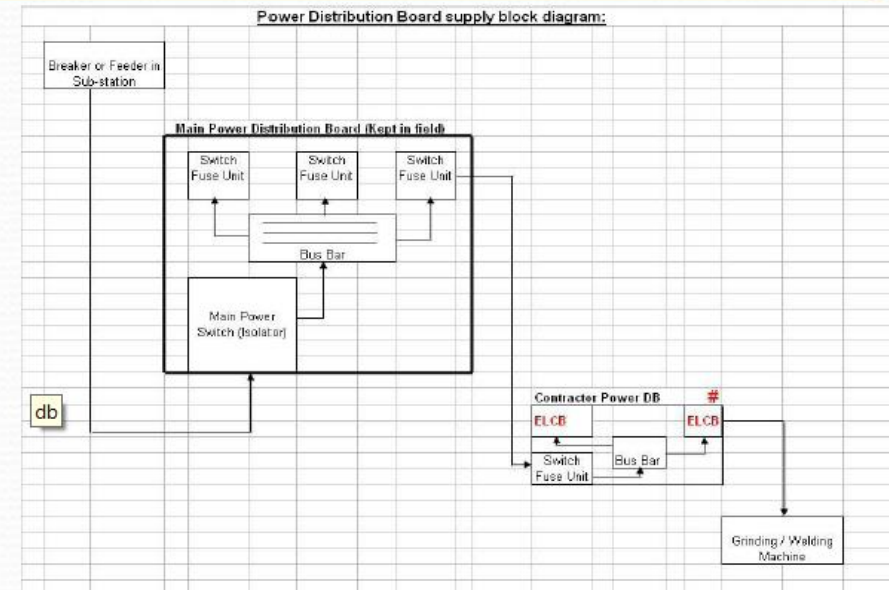 Power Distribution Board supply block diagram:
Breaker or Feeder in
Sub-station
Main Power Distribution Board (Kept in field)
Switch
Fuse Unit
Switch
Fuse Unit
Switch
Fuse Unit
Bus Bar
Main Power
Switch (Isolator)
db
Contractor Power DB
#
ELCB
ELCB
Switch
Fuse Unit
Bus Bar
Grinding / Welding
Machine